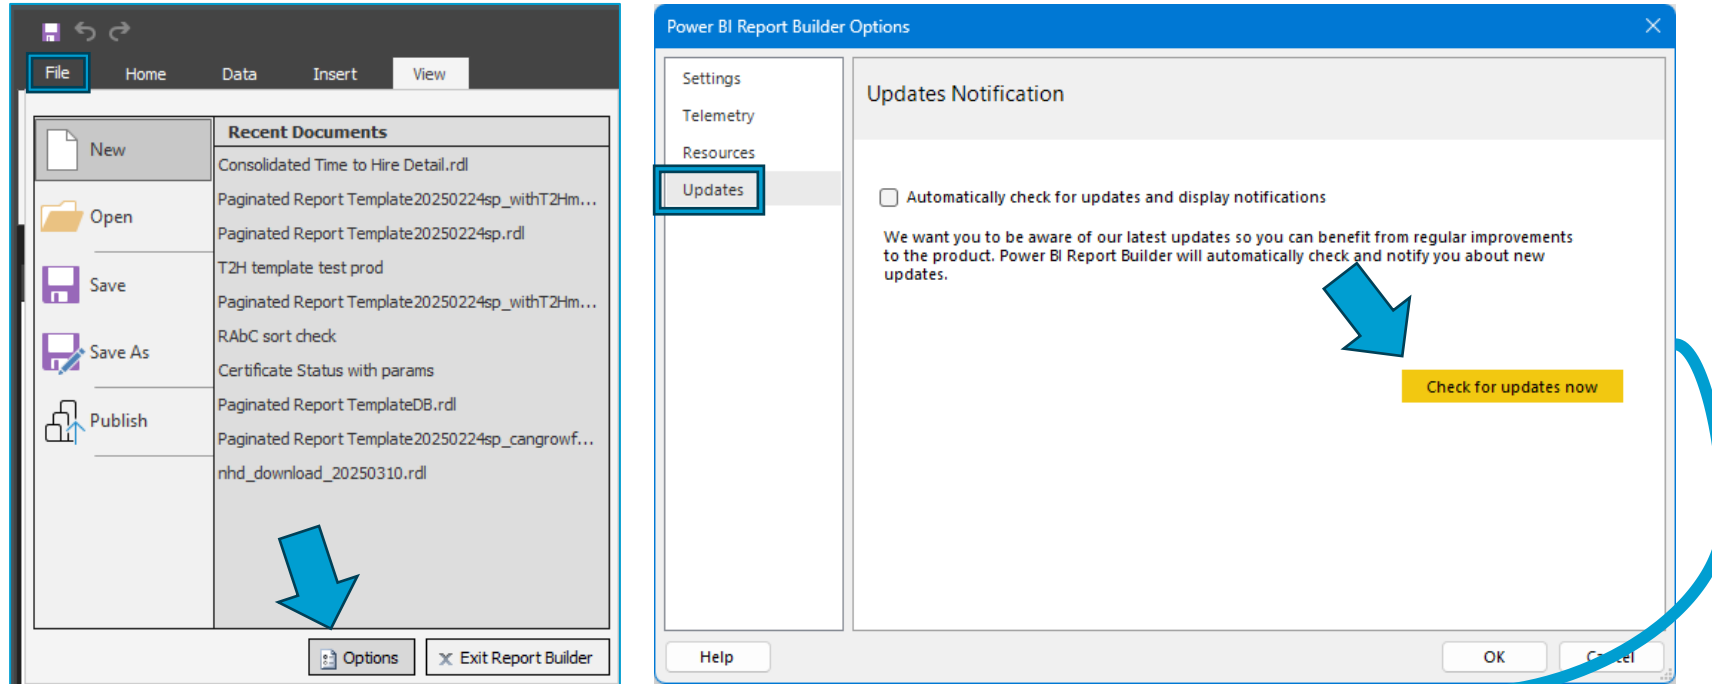 File Home Data Insert View
New
Open
Save
Save As
Publish
Recent Documents
Consolidated Time to Hire Detail.rdl
Paginated Report Template20250224sp_withT2Hm...
Paginated Report Template20250224sp.rdl
T2H template test prod
Paginated Report Template20250224sp_withT2Hm...
RAbC sort check
Certificate Status with params
Paginated Report TemplateDB.rdl
Paginated Report Template20250224sp_cangrowf...
nhd_download_20250310.rdl
Options
Exit Report Builder
Power BI Report Builder Options
Settings
Telemetry
Resources
Updates
Updates Notification
Automatically check for updates and display notifications
We want you to be aware of our latest updates so you can benefit from regular improvements
to the product. Power BI Report Builder will automatically check and notify you about new
updates.
Check for updates now
Help
OK
Cancel